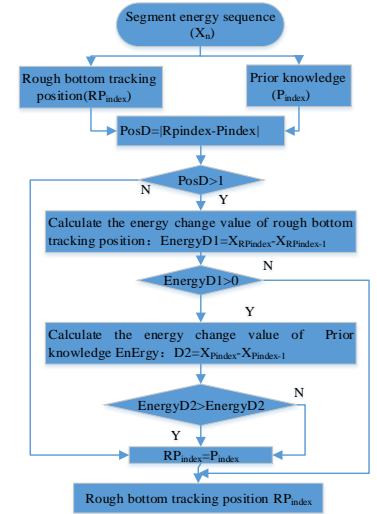 Segment energy sequence
(Xn)
Rough bottom tracking
position(RPindex)
Prior knowledge
(Pindex)
PosD=|Rpindex-Pindex|
PosD>1
N
Y
Calculate the energy change value of rough bottom
tracking position：EnergyD1=XRPindex-XRPindex-1
EnergyD1>0
N
Y
Calculate the energy change value of Prior
knowledge EnErgy：D2=XPindex-XPindex-1
EnergyD2>EnergyD2
N
Y
RPindex=Pindex
Rough bottom tracking position RPindex